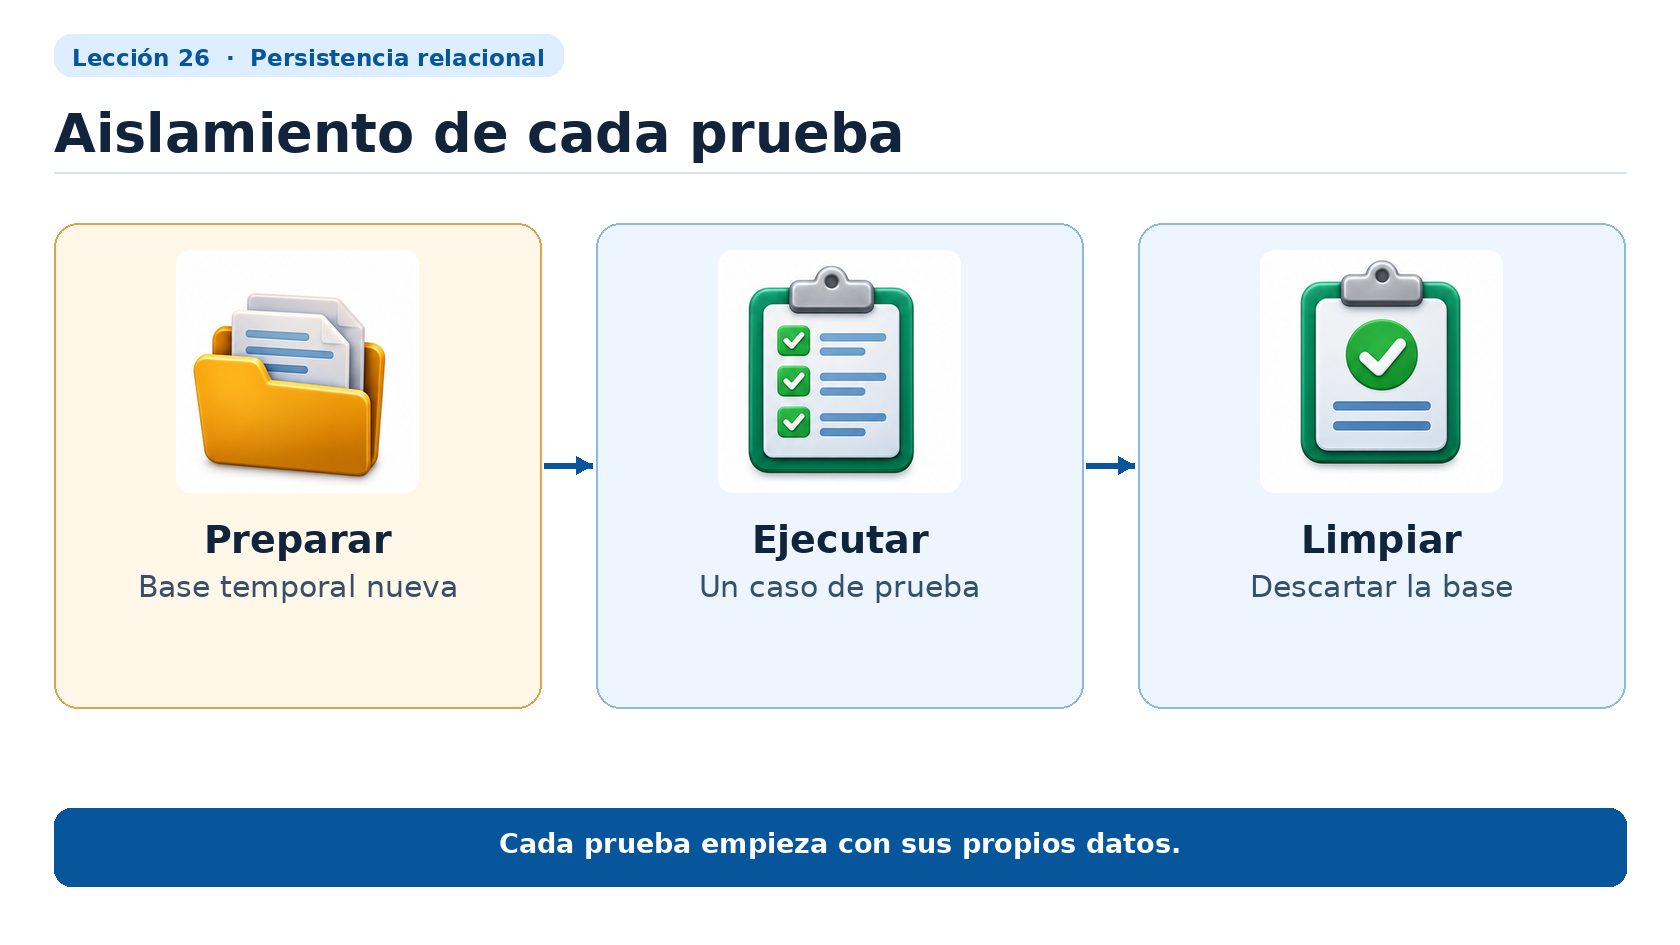 Lección 26 · Persistencia relacional
Aislamiento de cada prueba
Preparar
Base temporal nueva
Ejecutar
Un caso de prueba
Limpiar
Descartar la base
Cada prueba empieza con sus propios datos.